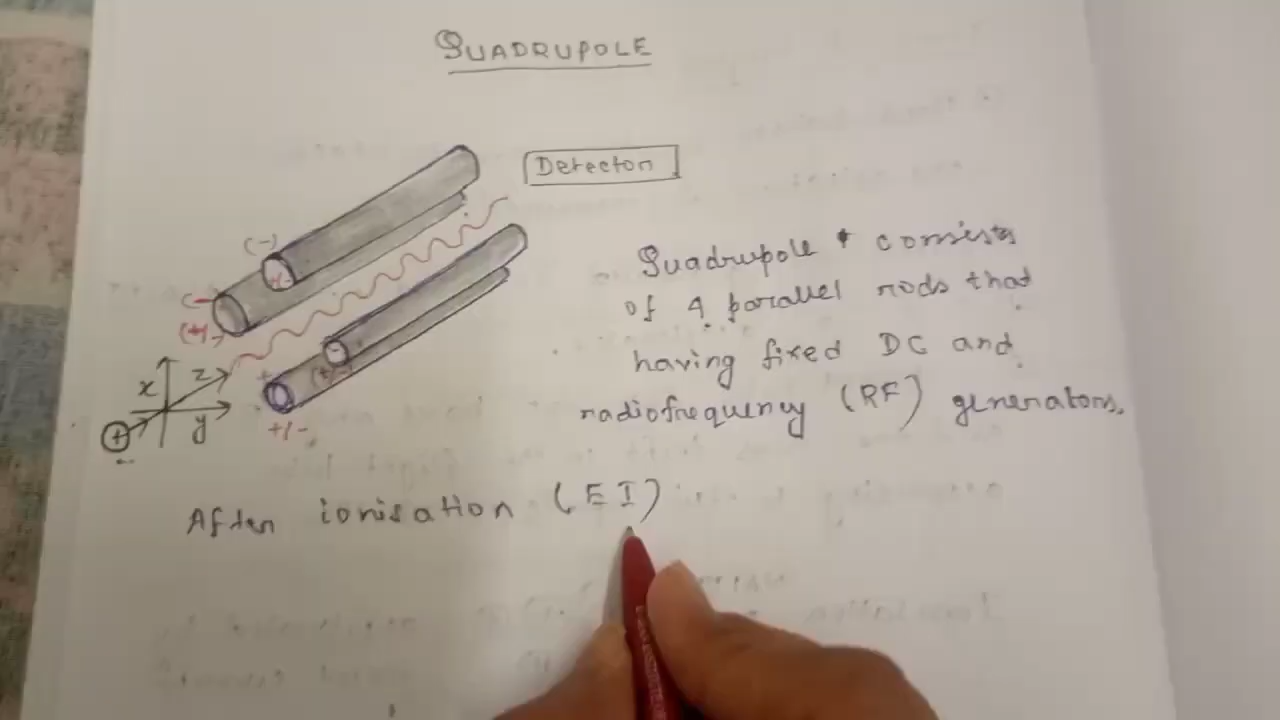 QUADRUPOLE
Detector
(-)
+/-
(-
(+)-
Quadrupole consists
of 4 parallel rods that
having fixed DC and
radiofrequency (RF) generators.
x
z
y
+
+/-
After ionisation (EI)